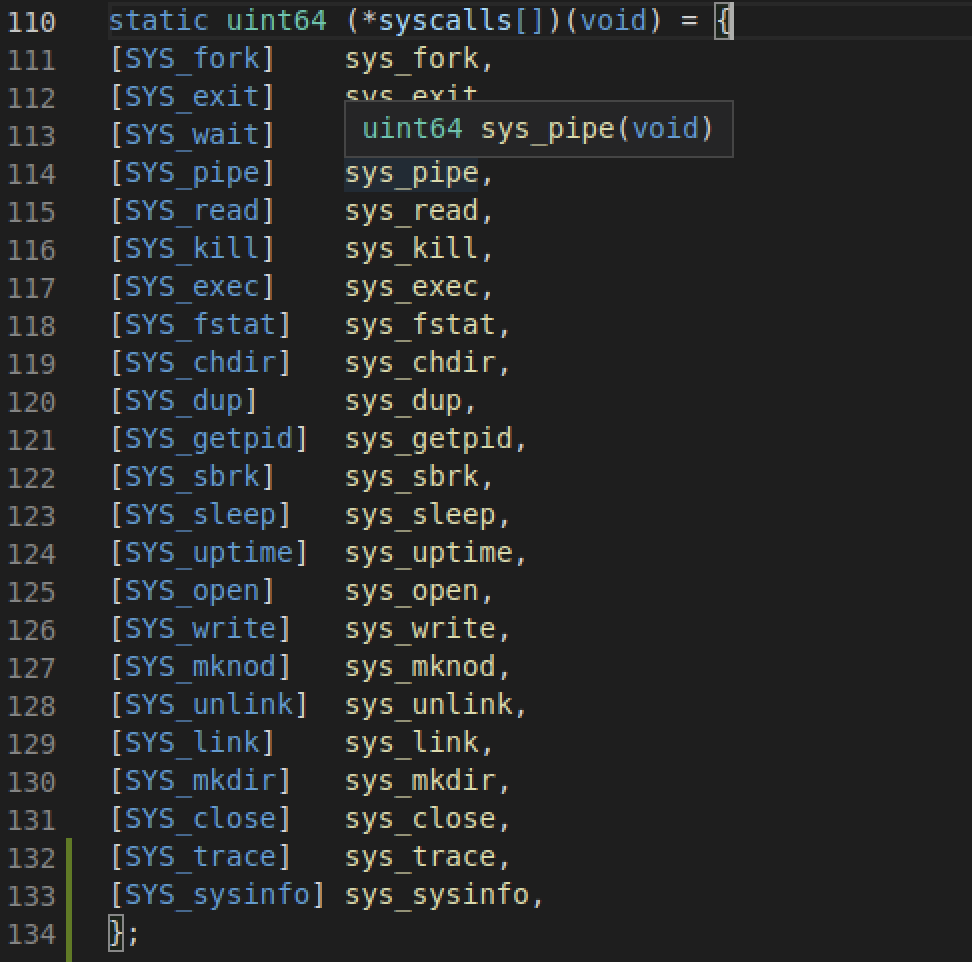 110 static uint64 (*syscalls[])(void) = {
111 [SYS_fork] sys_fork,
112 [SYS_exit] sys_exit
uint64 sys_pipe(void)
113 [SYS_wait]
114 [SYS_pipe] sys_pipe,
115 [SYS_read] sys_read,
116 [SYS_kill] sys_kill,
117 [SYS_exec] sys_exec,
118 [SYS_fstat] sys_fstat,
119 [SYS_chdir] sys_chdir,
120 [SYS_dup] sys_dup,
121 [SYS_getpid] sys_getpid,
122 [SYS_sbrk] sys_sbrk,
123 [SYS_sleep] sys_sleep,
124 [SYS_uptime] sys_uptime,
125 [SYS_open] sys_open,
126 [SYS_write] sys_write,
127 [SYS_mknod] sys_mknod,
128 [SYS_unlink] sys_unlink,
129 [SYS_link] sys_link,
130 [SYS_mkdir] sys_mkdir,
131 [SYS_close] sys_close,
132 [SYS_trace] sys_trace,
133 [SYS_sysinfo] sys_sysinfo,
134 };